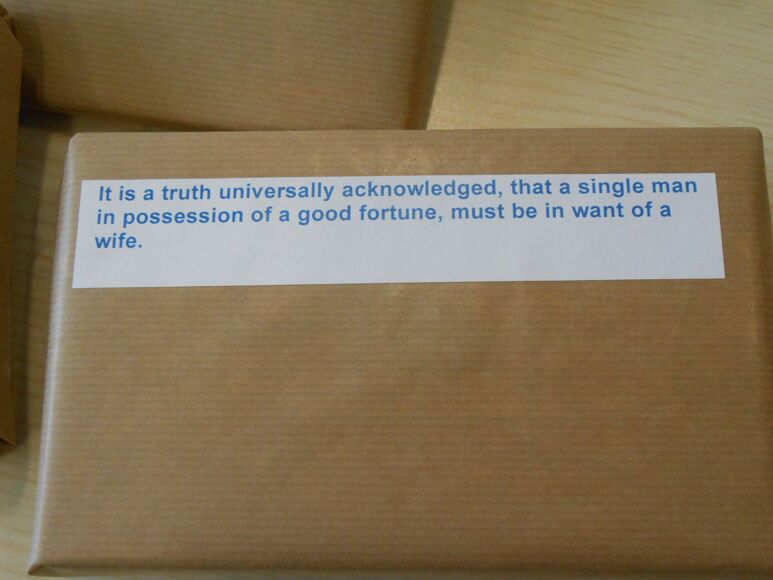 It is a truth universally acknowledged, that a single man
in possession of a good fortune, must be in want of a
wife.